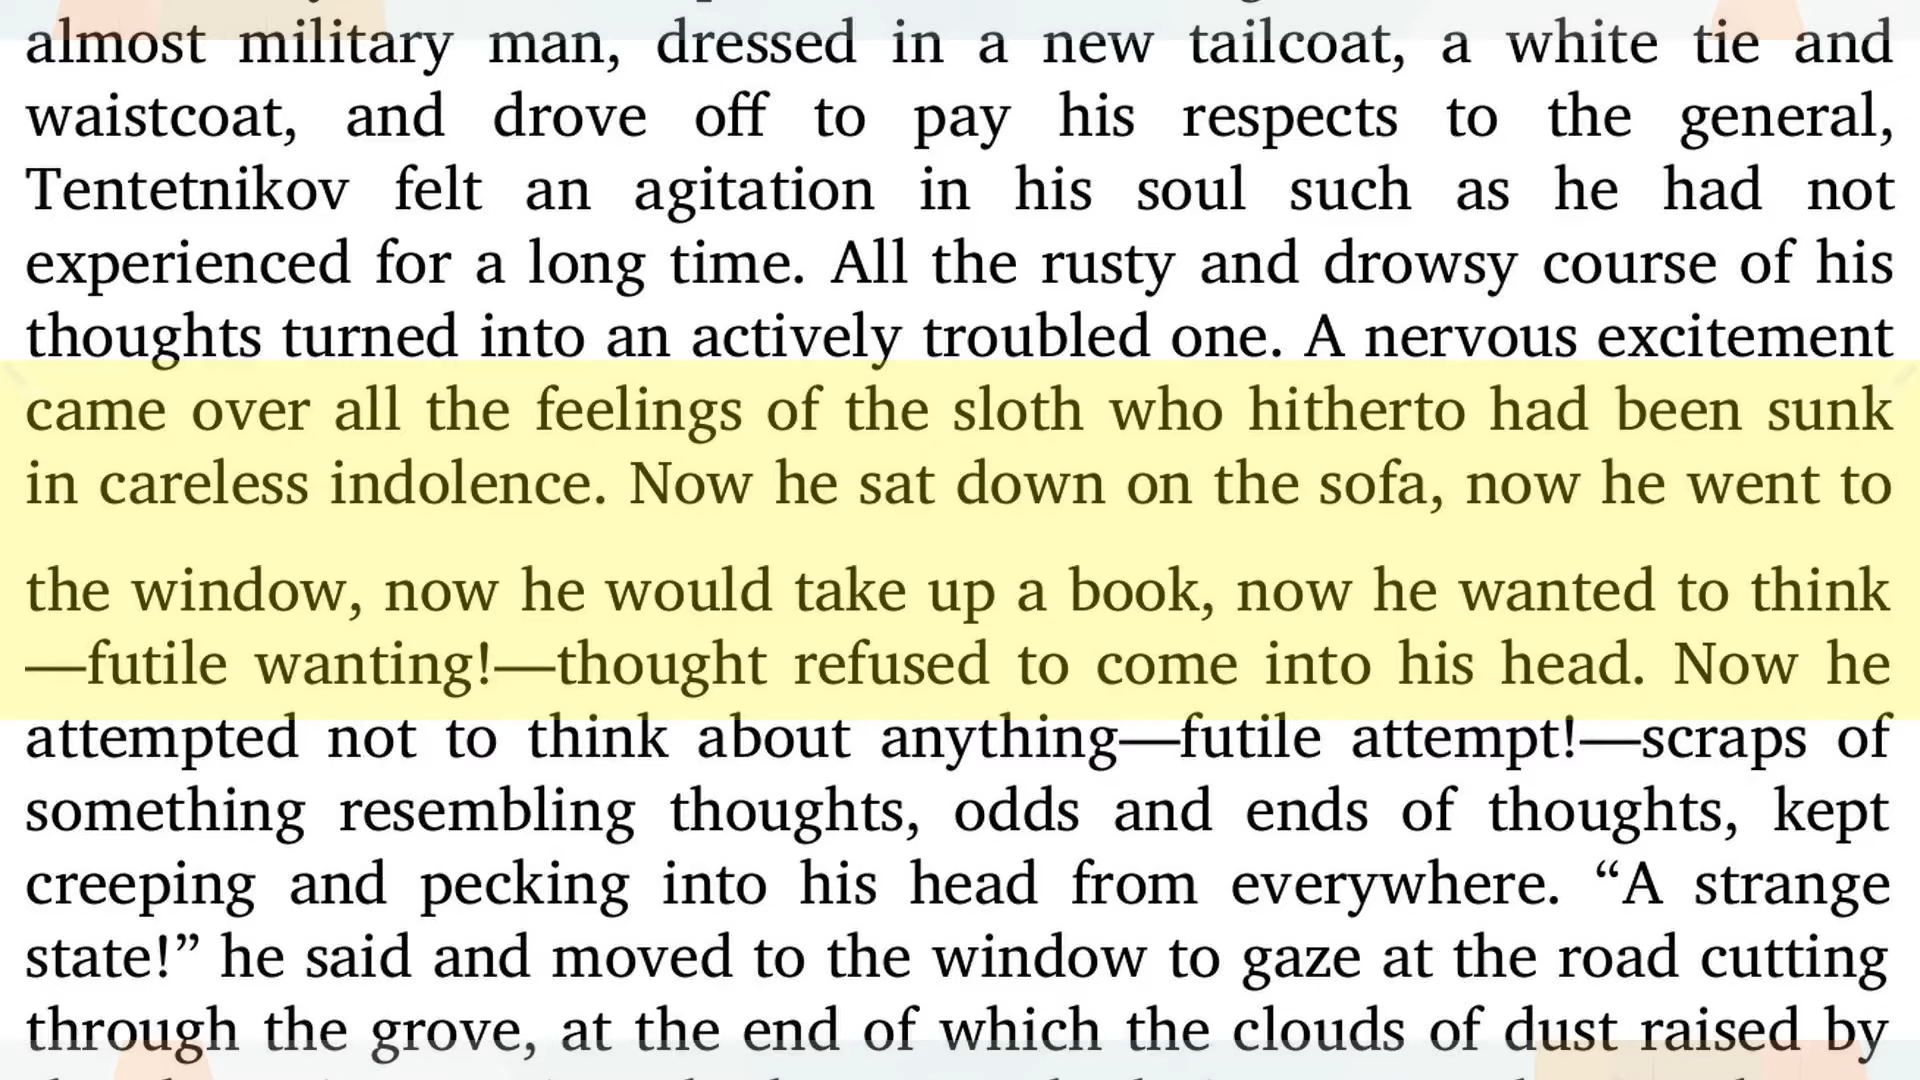 almost military man, dressed in a new tailcoat, a white tie and
waistcoat, and drove off to pay his respects to the general,
Tentetnikov felt an agitation in his soul such as he had not
experienced for a long time. All the rusty and drowsy course of his
thoughts turned into an actively troubled one. A nervous excitement
came over all the feelings of the sloth who hitherto had been sunk
in careless indolence. Now he sat down on the sofa, now he went to
the window, now he would take up a book, now he wanted to think
—futile wanting!—thought refused to come into his head. Now he
attempted not to think about anything—futile attempt!—scraps of
something resembling thoughts, odds and ends of thoughts, kept
creeping and pecking into his head from everywhere. “A strange
state!” he said and moved to the window to gaze at the road cutting
through the grove, at the end of which the clouds of dust raised by